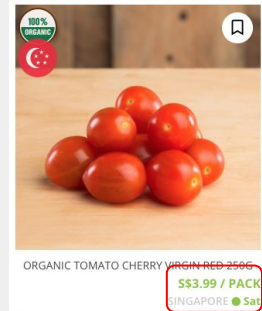 100%
ORGANIC
ORGANIC TOMATO CHERRY VIRGIN RED 250G
S$3.99 / PACK
SINGAPORE Sat